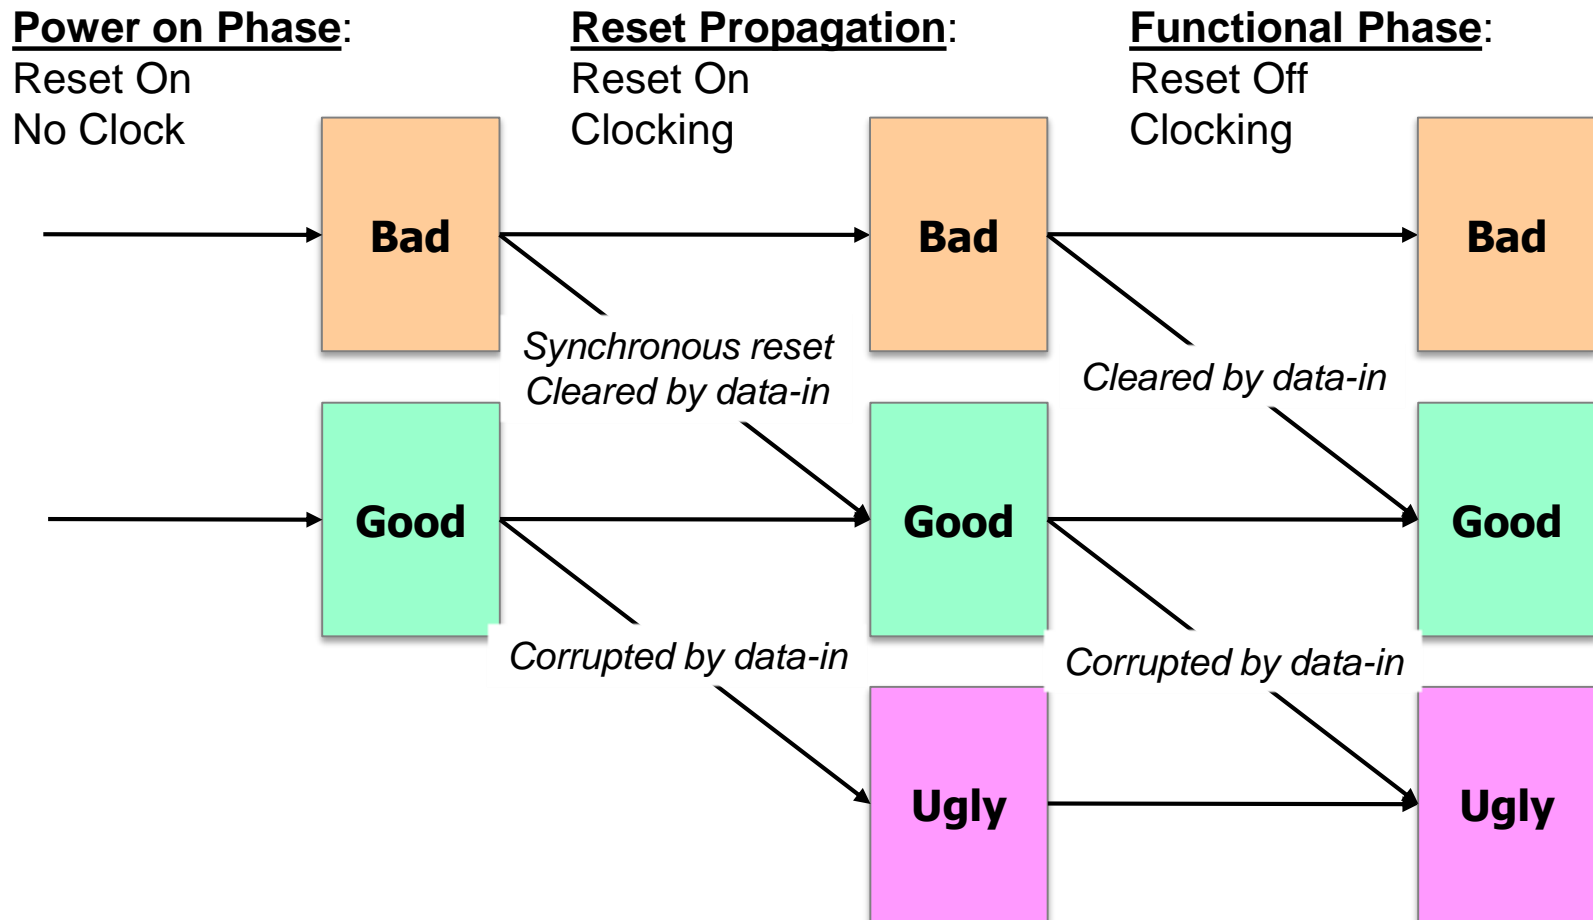 Power on Phase:
Reset On
No Clock
Reset Propagation:
Reset On
Clocking
Functional Phase:
Reset Off
Clocking
Bad
Bad
Bad
Synchronous reset
Cleared by data-in
Cleared by data-in
Good
Good
Good
Corrupted by data-in
Corrupted by data-in
Ugly
Ugly